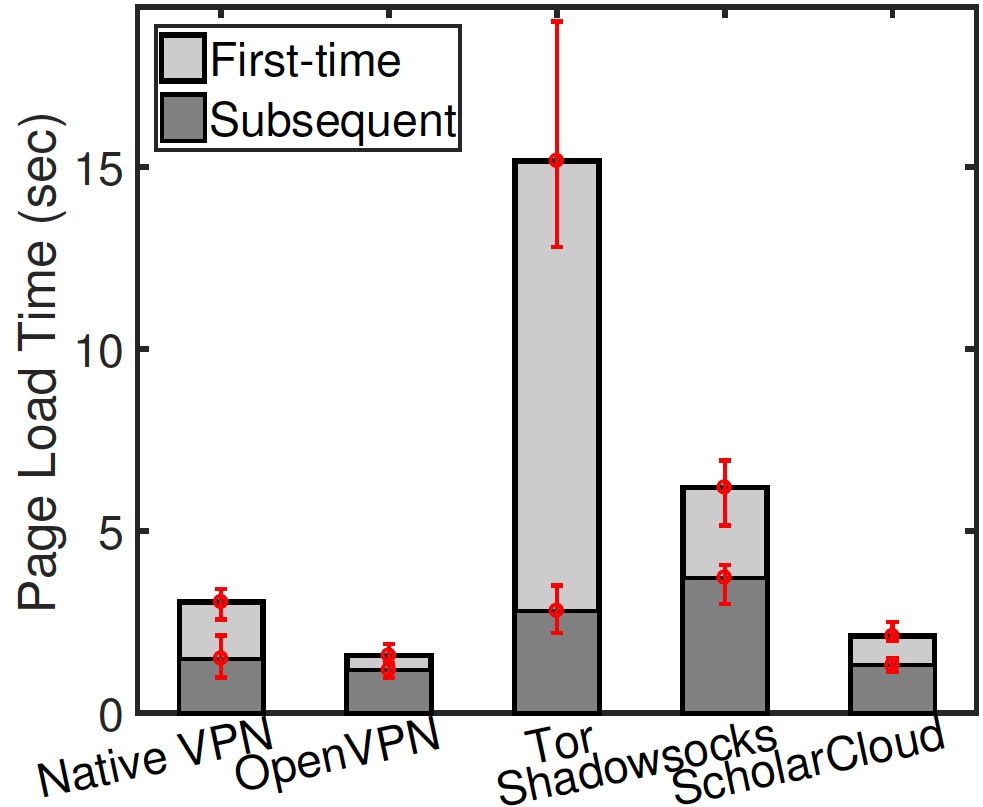 First-time
Subsequent
Page Load Time (sec)
15
10
5
0
Native VPN
OpenVPN
Tor
Shadowsocks
ScholarCloud